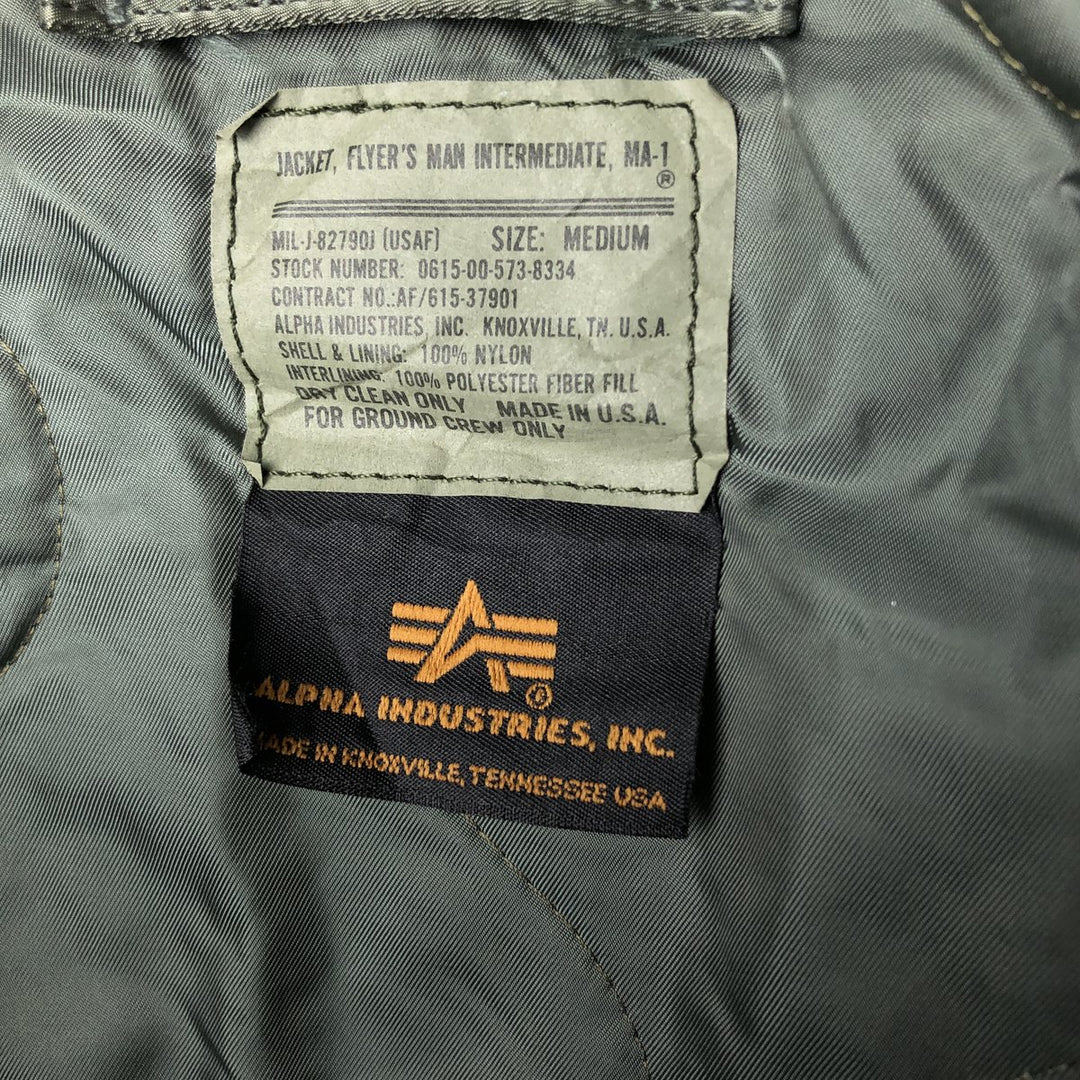 JACKET, FLYER'S MAN INTERMEDIATE, MA-1
®
MIL-J-82790J (USAF) SIZE: MEDIUM
STOCK NUMBER: 0615-00-573-8334
CONTRACT NO.:AF/615-37901
ALPHA INDUSTRIES, INC. KNOXVILLE, TN. U.S.A.
SHELL & LINING: 100% NYLON
INTERLINING: 100% POLYESTER FIBER FILL
DRY CLEAN ONLY MADE IN U.S.A.
FOR GROUND CREW ONLY
®
ALPHA INDUSTRIES, INC.
MADE IN KNOXVILLE, TENNESSEE USA